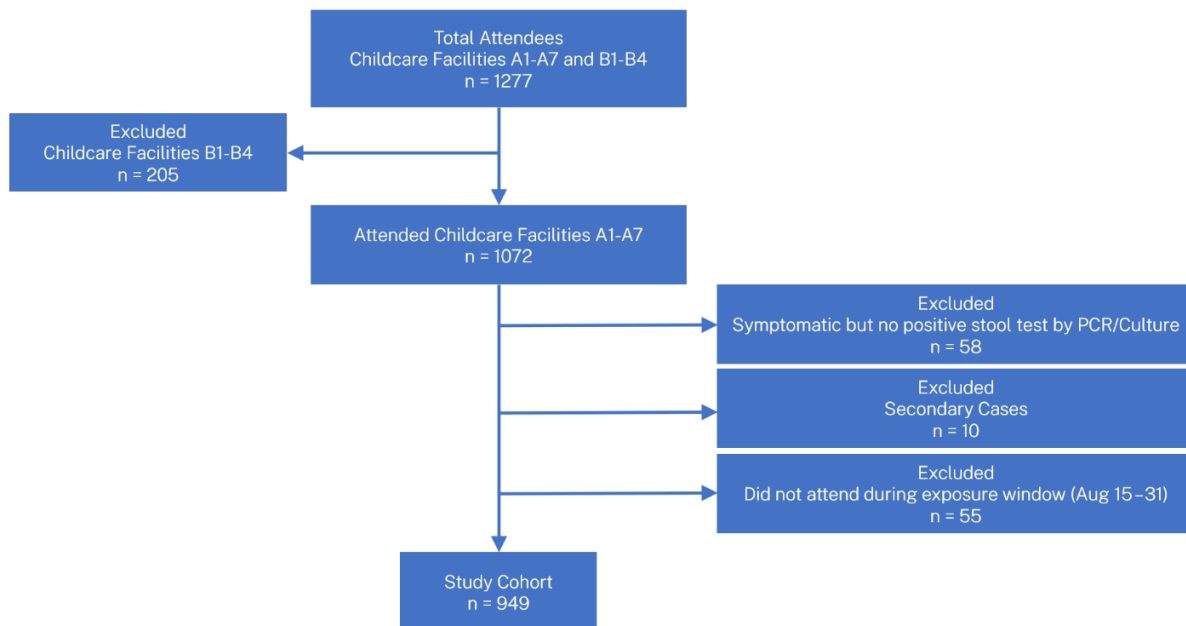 Total Attendees
Childcare Facilities A1-A7 and B1-B4
n = 1277
Excluded
Childcare Facilities B1-B4
n = 205
Attended Childcare Facilities A1-A7
n = 1072
Excluded
Symptomatic but no positive stool test by PCR/Culture
n = 58
Excluded
Secondary Cases
n = 10
Excluded
Did not attend during exposure window (Aug 15–31)
n = 55
Study Cohort
n = 949